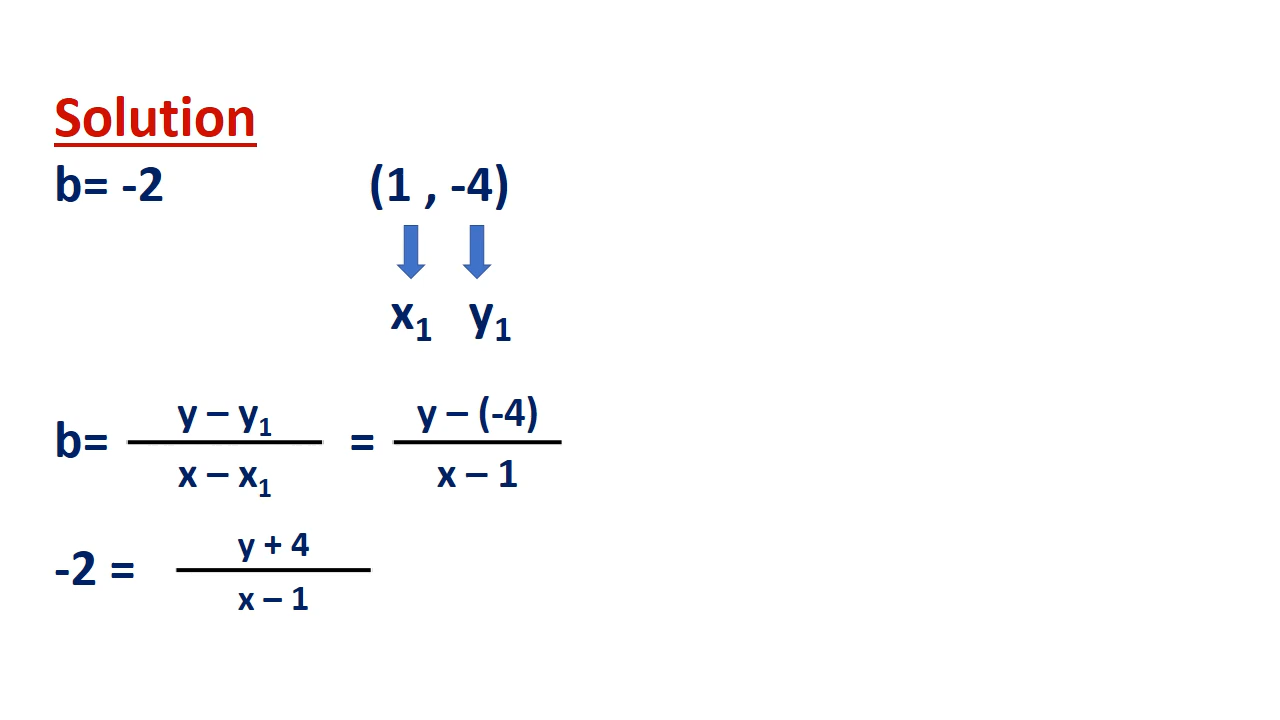 Solution
b= -2 (1 , -4)
x₁ y₁
b= y – y₁ / x – x₁ = y – (-4) / x – 1
-2 = y + 4 / x – 1